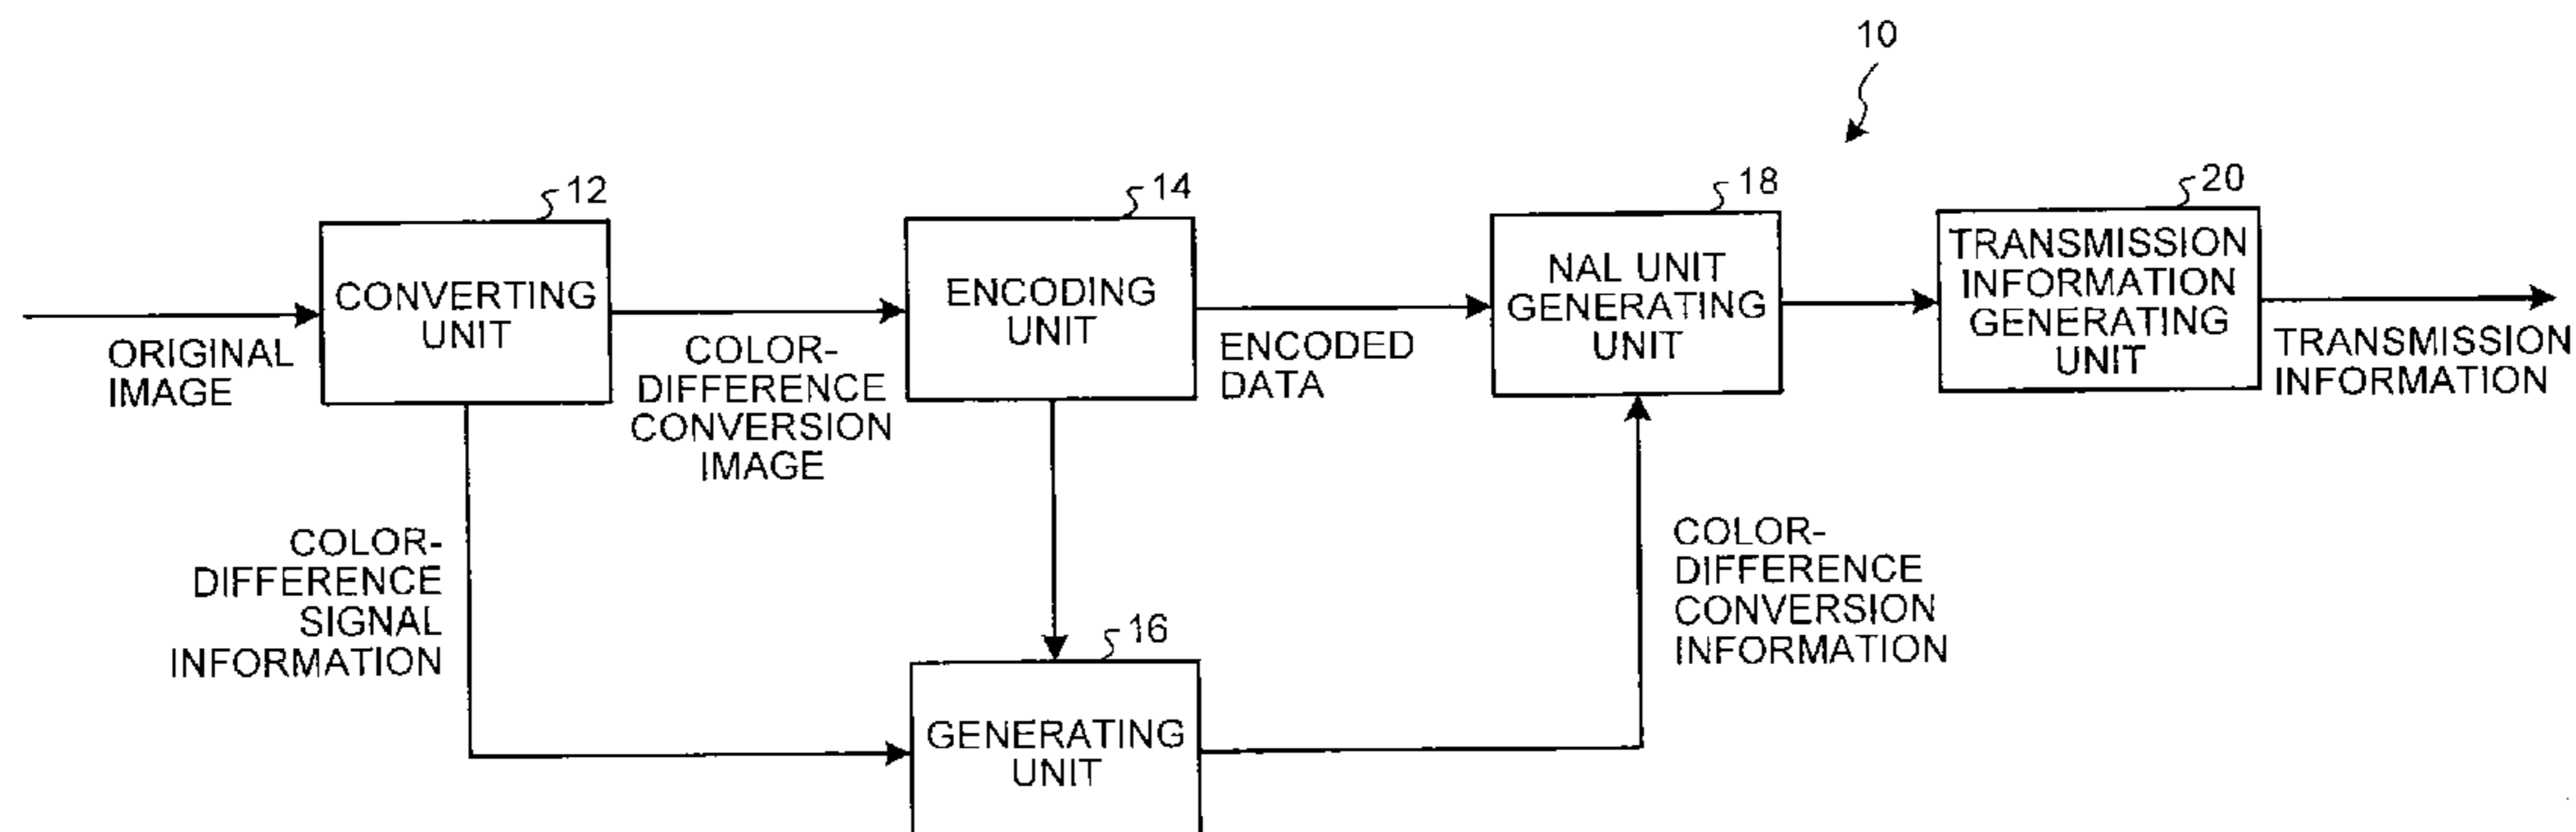 10
12
CONVERTING
UNIT
14
ENCODING
UNIT
18
NAL UNIT
GENERATING
UNIT
20
TRANSMISSION
INFORMATION
GENERATING
UNIT
ORIGINAL
IMAGE
COLOR-
DIFFERENCE
CONVERSION
IMAGE
ENCODED
DATA
TRANSMISSION
INFORMATION
COLOR-
DIFFERENCE
SIGNAL
INFORMATION
16
GENERATING
UNIT
COLOR-
DIFFERENCE
CONVERSION
INFORMATION